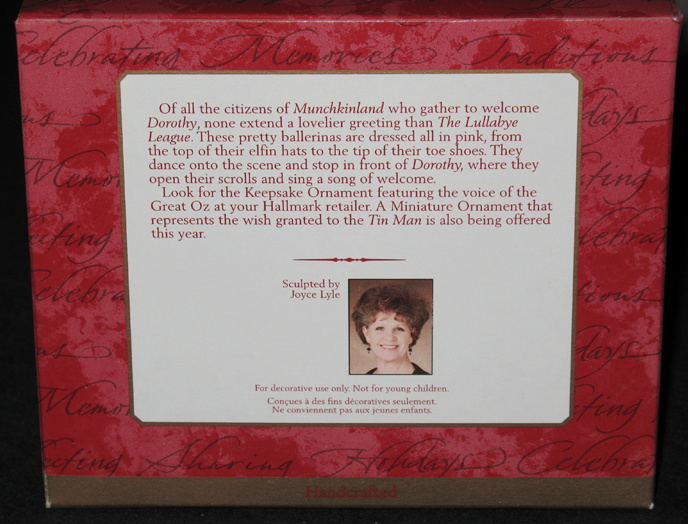 Celebrating Memories Traditions
Of all the citizens of Munchkinland who gather to welcome
Dorothy, none extend a lovelier greeting than The Lullabye
League. These pretty ballerinas are dressed all in pink, from
the top of their elfin hats to the tip of their toe shoes. They
dance onto the scene and stop in front of Dorothy, where they
open their scrolls and sing a song of welcome.
Look for the Keepsake Ornament featuring the voice of the
Great Oz at your Hallmark retailer. A Miniature Ornament that
represents the wish granted to the Tin Man is also being offered
this year.
Sculpted by
Joyce Lyle
For decorative use only. Not for young children.
Conçues à des fins décoratives seulement.
Ne conviennent pas aux jeunes enfants.
Sharing Holidays Celebra
Handcrafted